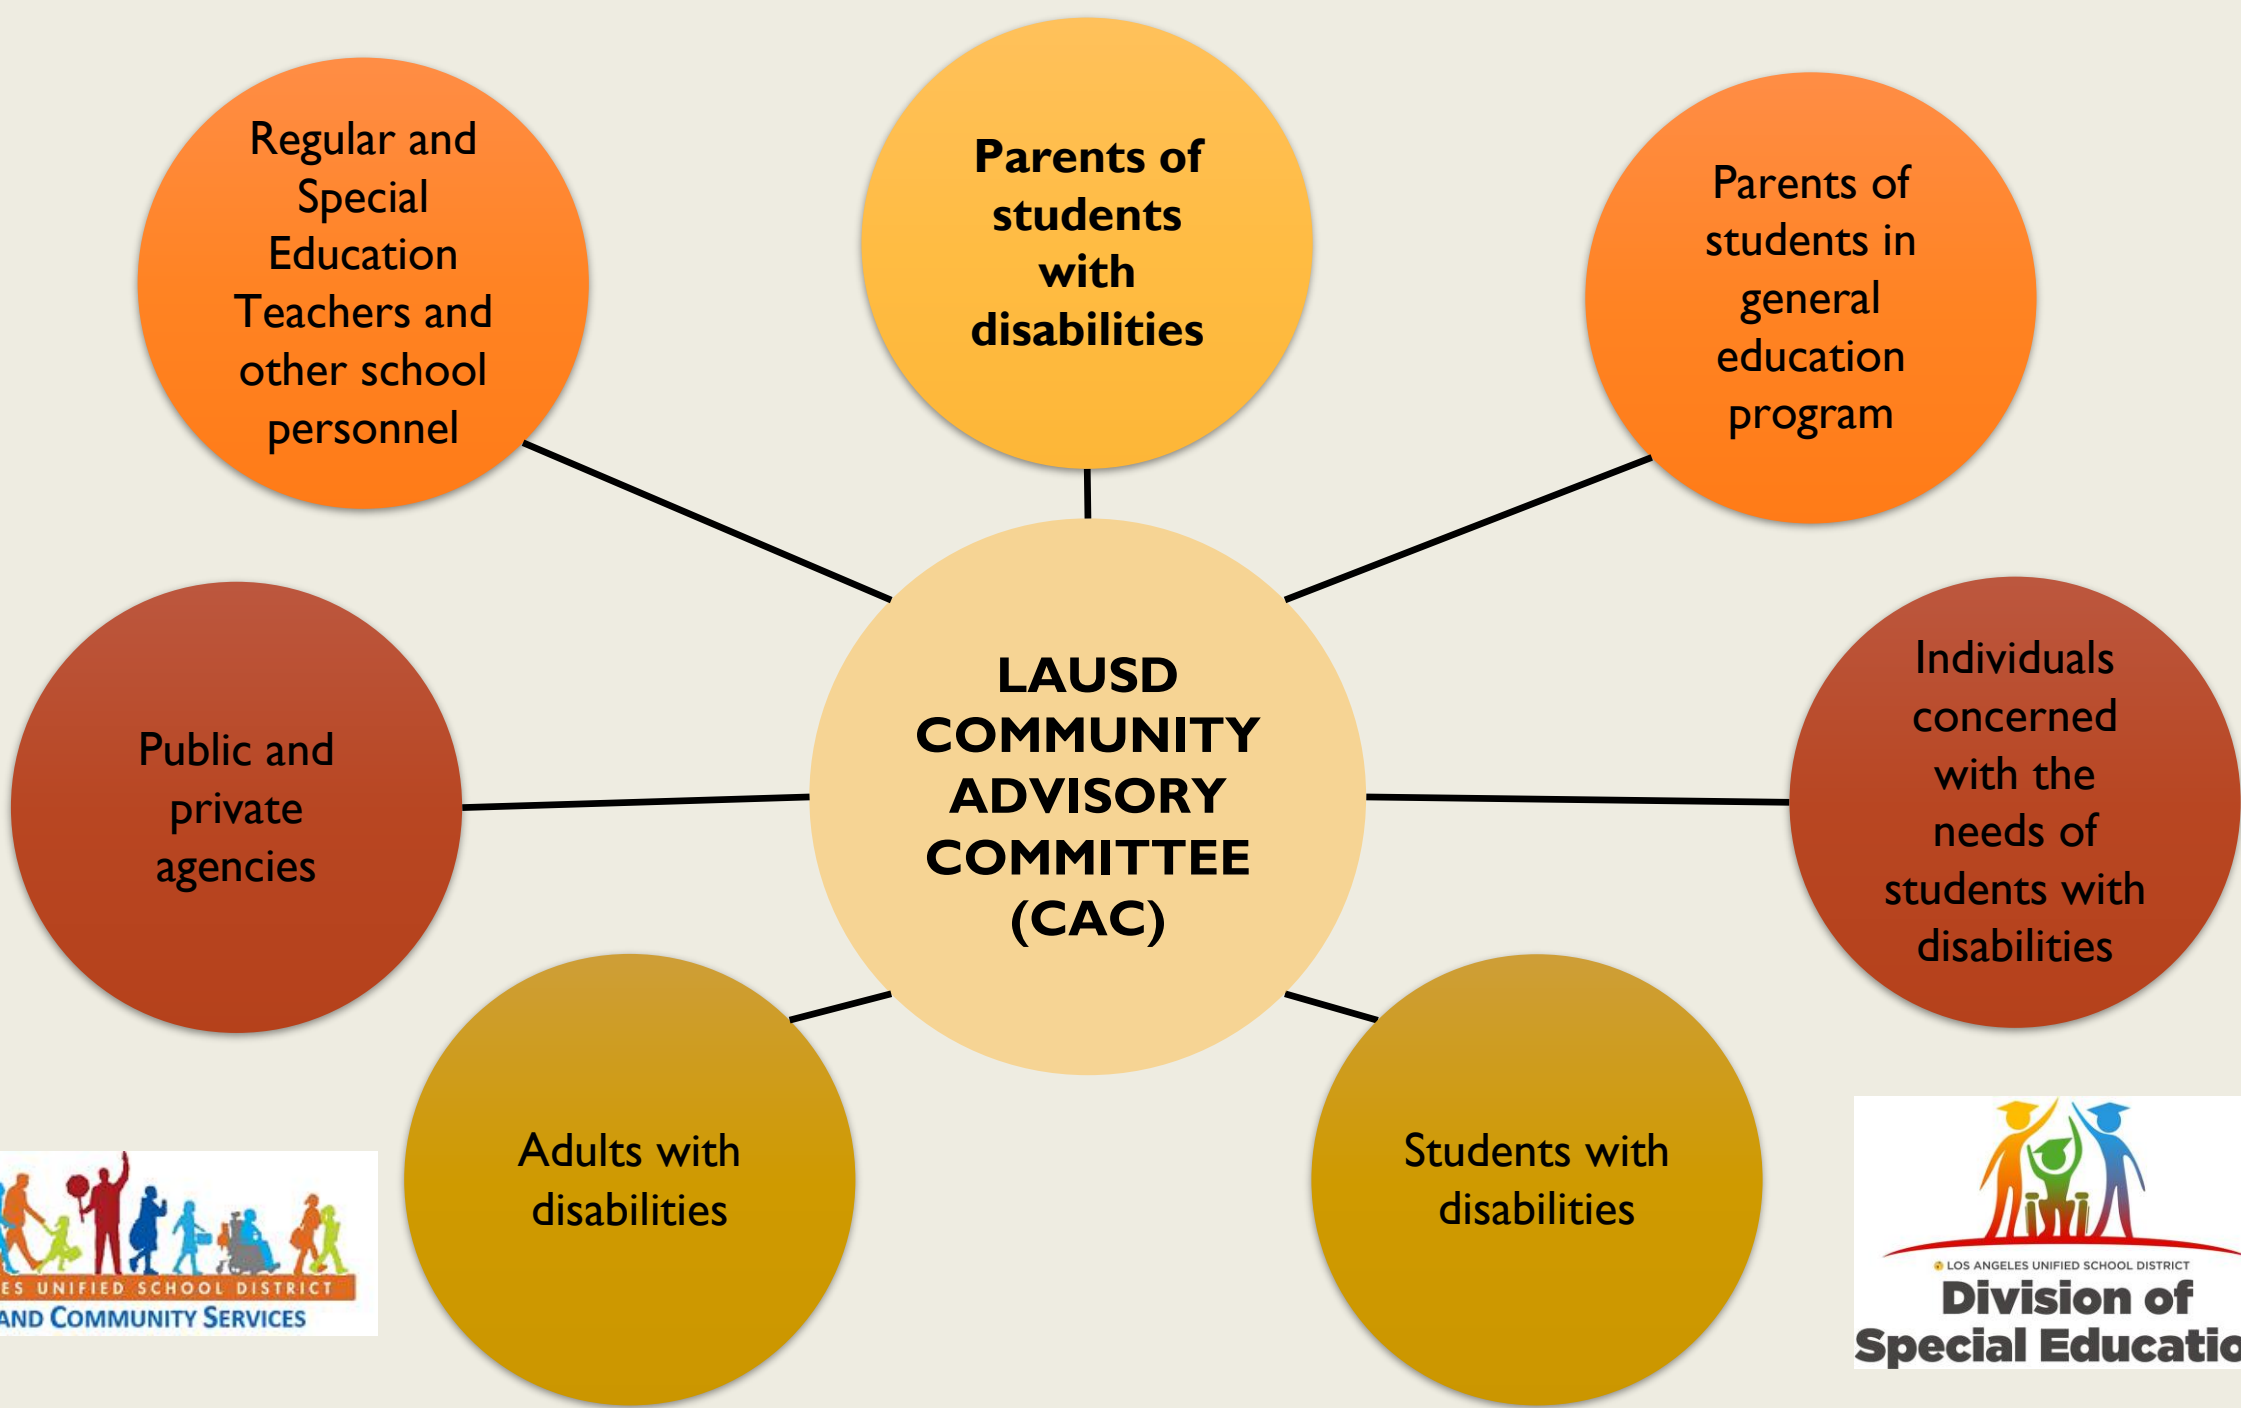 Regular and
Special
Education
Teachers and
other school
personnel
Parents of
students
with
disabilities
Parents of
students in
general
education
program
Public and
private
agencies
LAUSD
COMMUNITY
ADVISORY
COMMITTEE
(CAC)
Individuals
concerned
with the
needs of
students with
disabilities
Adults with
disabilities
Students with
disabilities
UNIFIED SCHOOL DISTRICT
AND COMMUNITY SERVICES
LOS ANGELES UNIFIED SCHOOL DISTRICT
Division of
Special Educatio